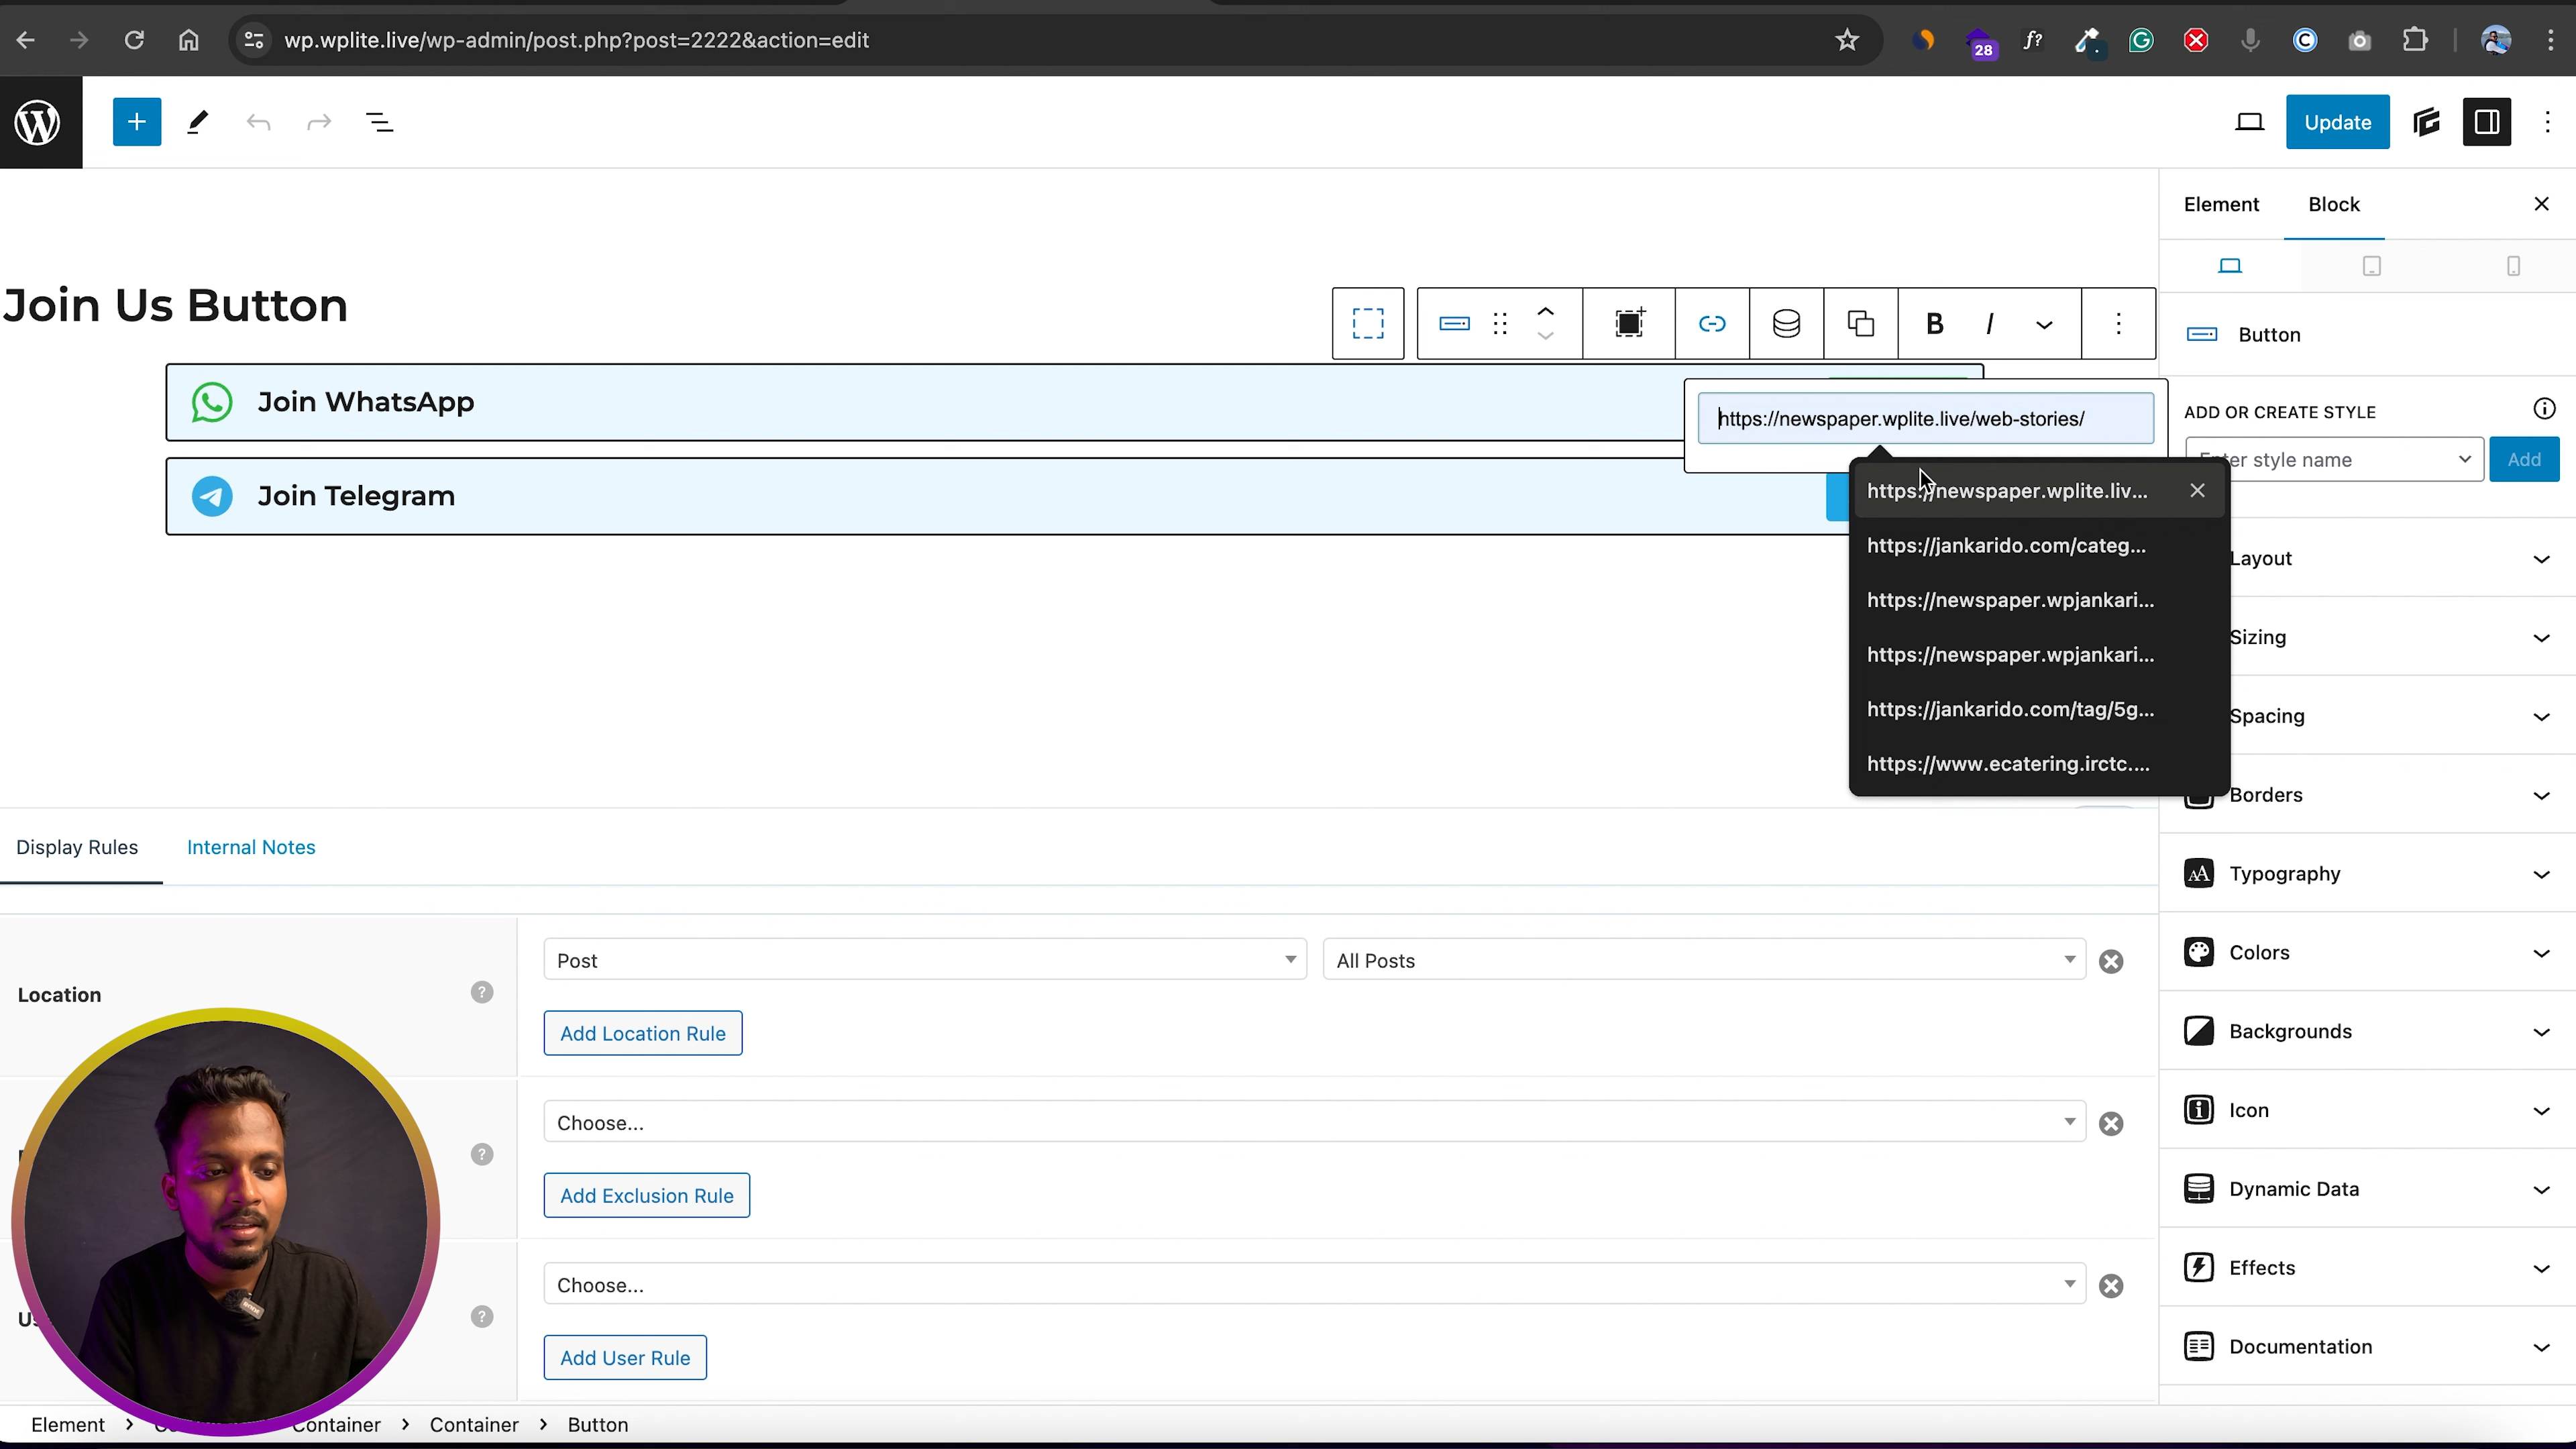 wp.wplite.live/wp-admin/post.php?post=2222&action=edit
28
f?
Update
Element
Block
Join Us Button
B
I
Button
Join WhatsApp
https://newspaper.wplite.live/web-stories/
ADD OR CREATE STYLE
er style name
Add
Join Telegram
https://newspaper.wplite.liv...
https://jankarido.com/categ...
https://newspaper.wpjankari...
https://newspaper.wpjankari...
https://jankarido.com/tag/5g...
https://www.ecatering.irctc....
Layout
Sizing
Spacing
Borders
Typography
Colors
Backgrounds
Icon
Dynamic Data
Effects
Documentation
Display Rules
Internal Notes
Location
Post
All Posts
Add Location Rule
Choose...
Add Exclusion Rule
Choose...
Add User Rule
Element
Container
Container
Button